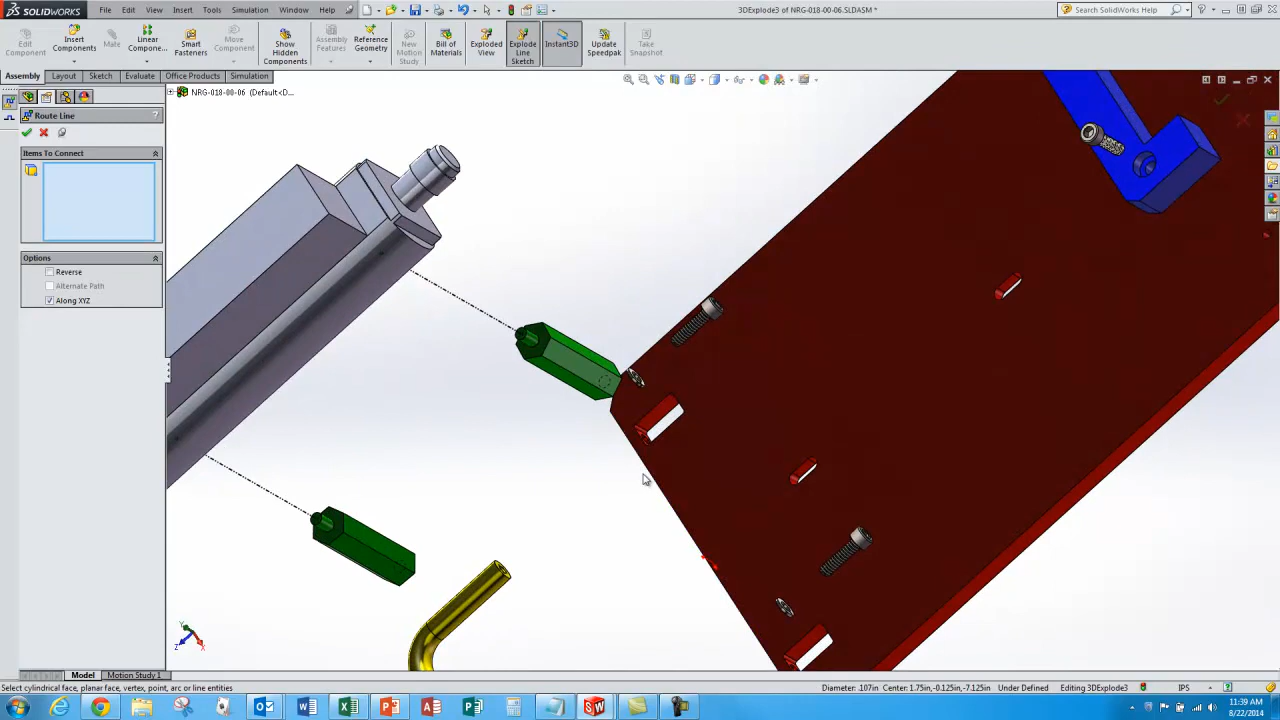 SOLIDWORKS File Edit View Insert Tools Simulation Window Help 3DExplode3 of NRG-018-00-06.SLDASM * Search SolidWorks Help
Edit Component Insert Components Mate Linear Compone... Smart Fasteners Move Component Show Hidden Components Assembly Features Reference Geometry New Motion Study Bill of Materials Exploded View Explode Line Sketch Instant3D Update Speedpak Take Snapshot
Assembly Layout Sketch Evaluate Office Products Simulation
NRG-018-00-06 (Default<D...
Route Line ?
Items To Connect
Options
Reverse
Alternate Path
Along XYZ
Y
Z X
Model Motion Study 1
Select cylindrical face, planar face, vertex, point, arc or line entities Diameter: .107in Center: 1.75in,-0.125in,-7.125in Under Defined Editing 3DExplode3 IPS
11:39 AM
8/22/2014